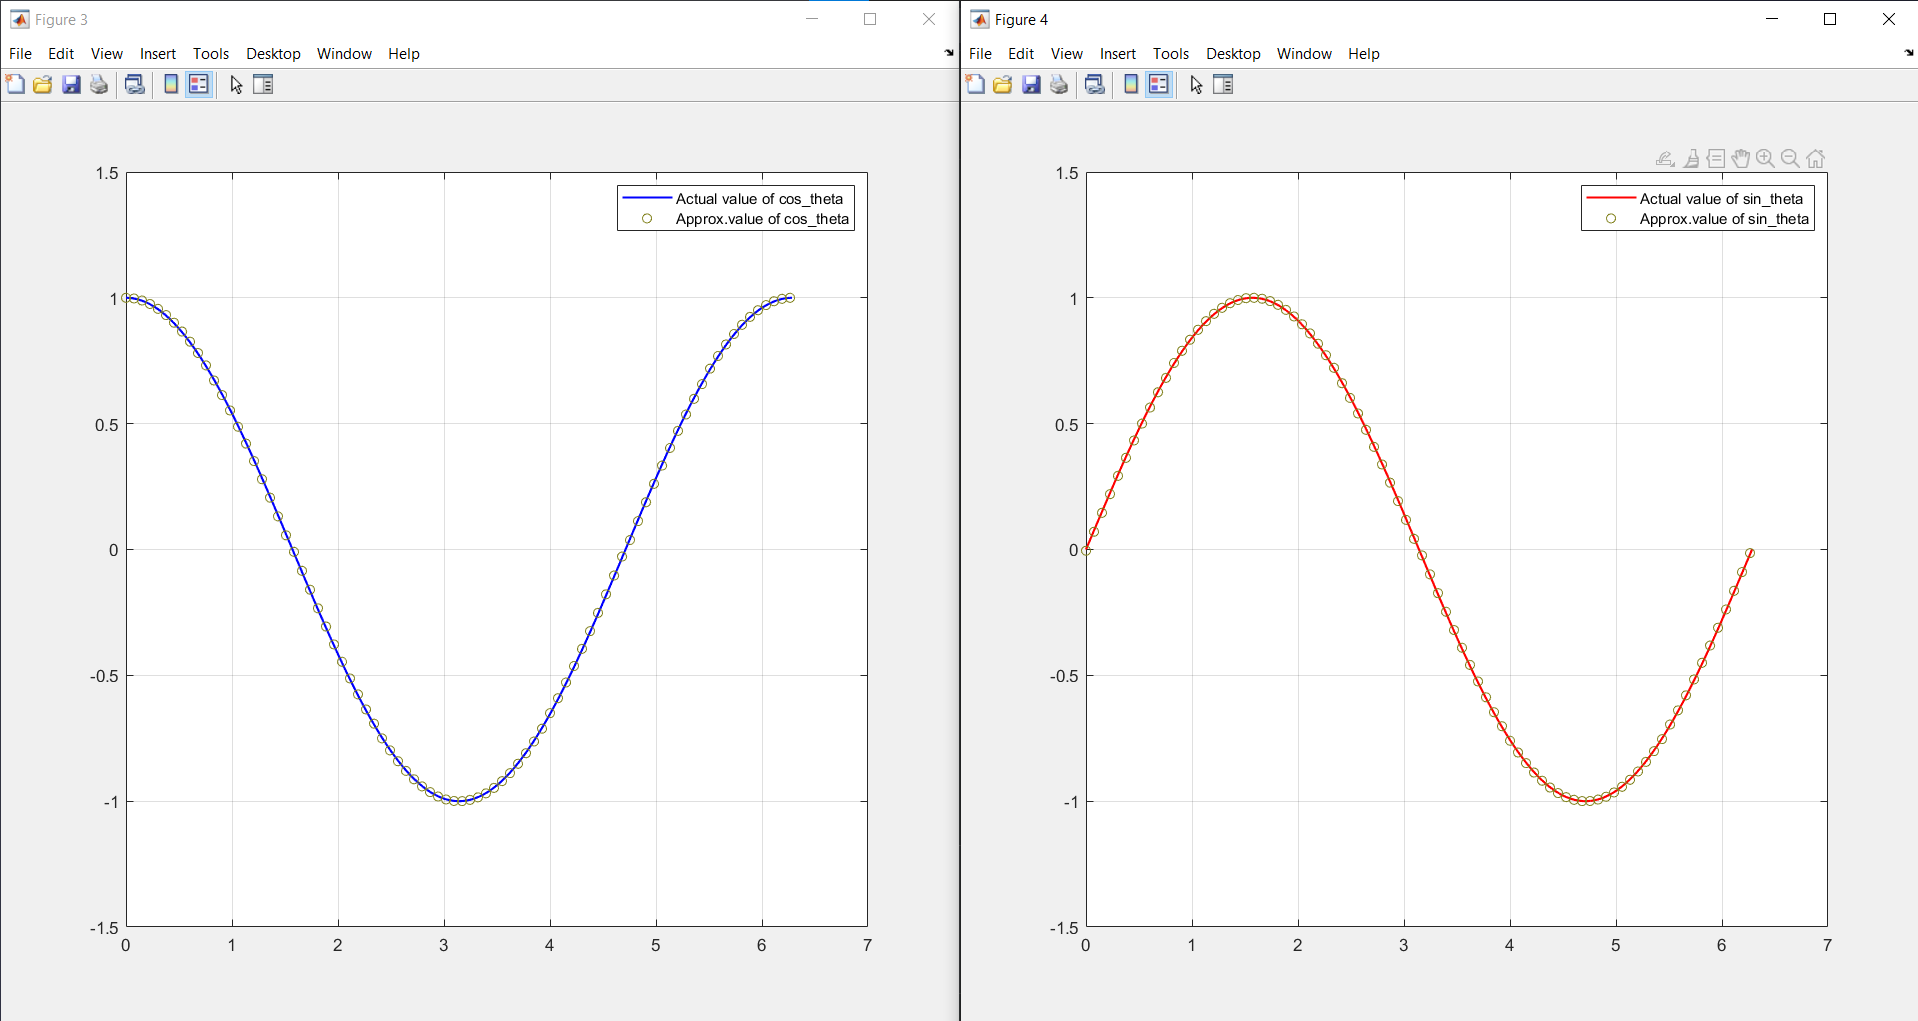 Figure 3
File Edit View Insert Tools Desktop Window Help
1.5
1
0.5
0
-0.5
-1
-1.5
0 1 2 3 4 5 6 7
Actual value of cos_theta
Approx.value of cos_theta
Figure 4
File Edit View Insert Tools Desktop Window Help
1.5
1
0.5
0
-0.5
-1
-1.5
0 1 2 3 4 5 6 7
Actual value of sin_theta
Approx.value of sin_theta